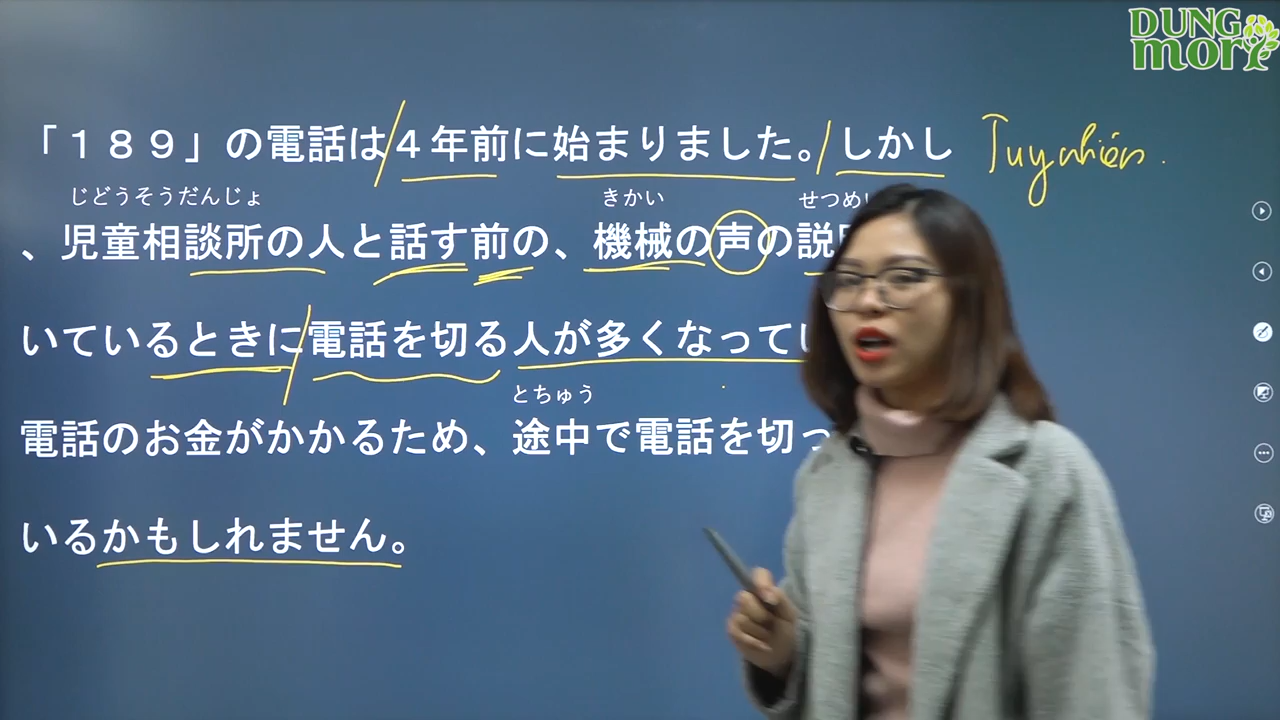 DUNG mori
「１８９」の電話は４年前に始まりました。しかし Tuy nhiên.
じどうそうだんじょ きかい せつめい
、児童相談所の人と話す前の、機械の声の説
いているときに電話を切る人が多くなってい
とちゅう
電話のお金がかかるため、途中で電話を切っ
いるかもしれません。